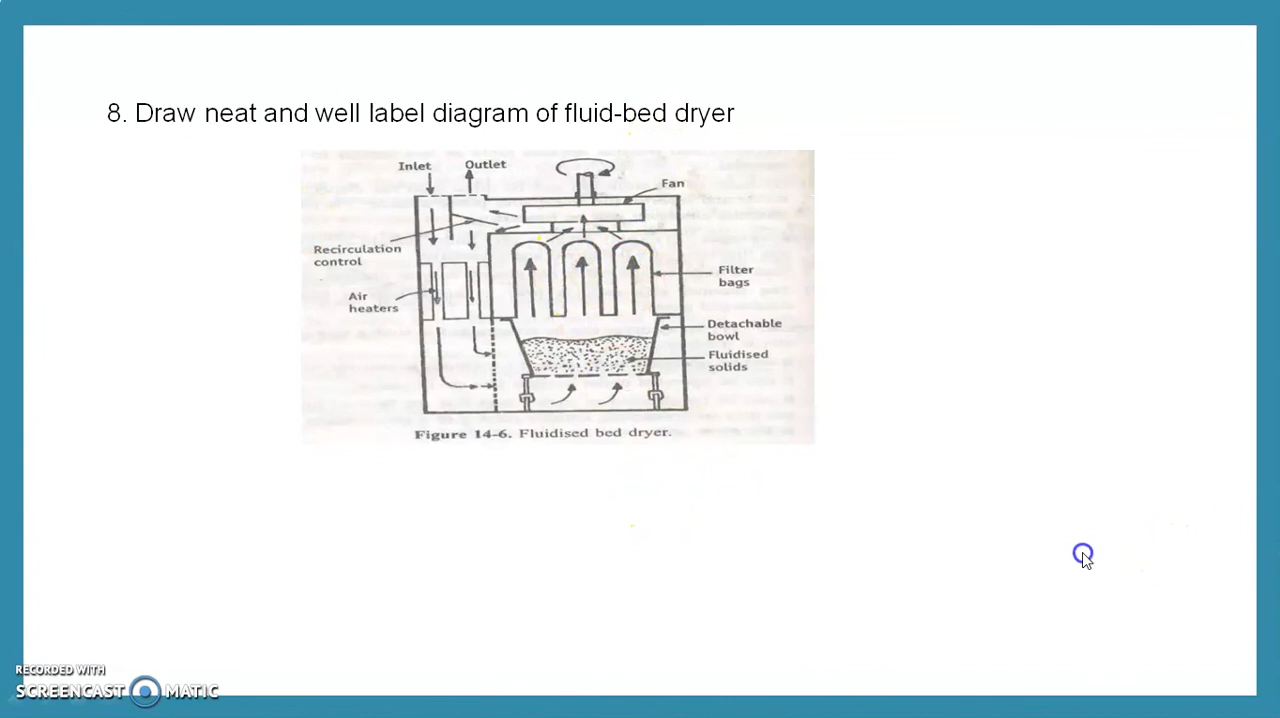 8. Draw neat and well label diagram of fluid-bed dryer
Inlet
Outlet
Fan
Recirculation
control
Air
heaters
Filter
bags
Detachable
bowl
Fluidised
solids
Figure 14-6. Fluidised bed dryer.
RECORDED WITH
SCREENCAST MATIC